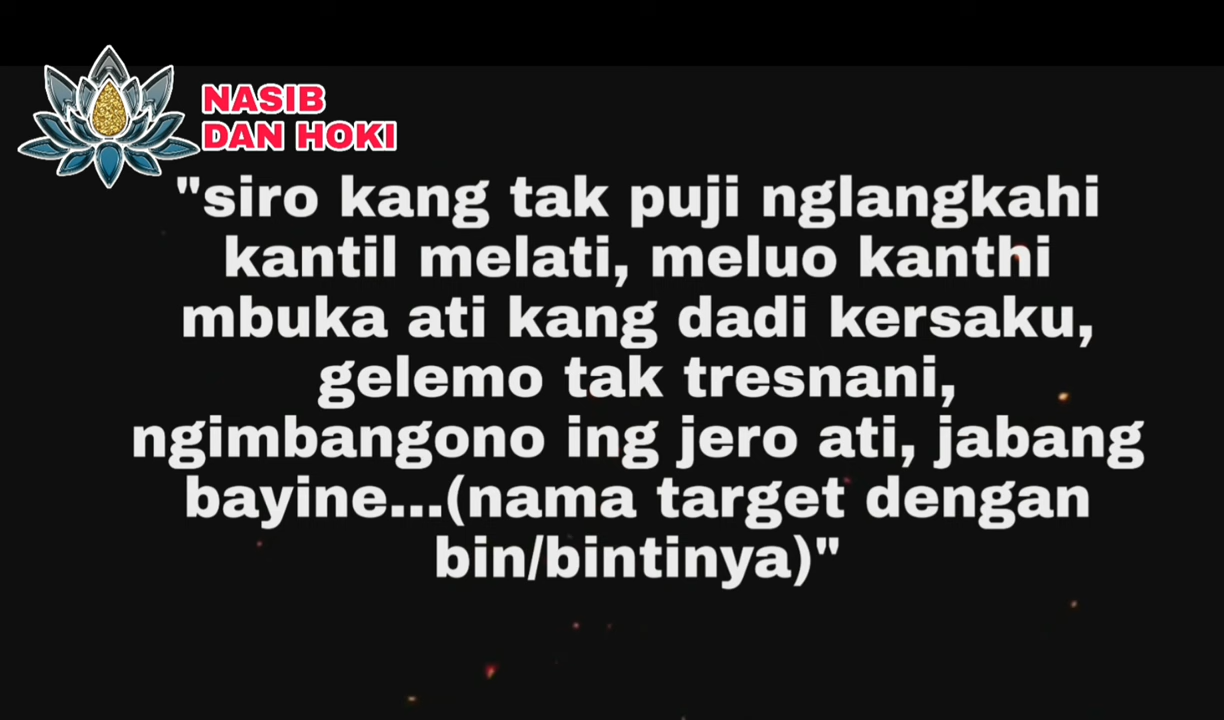 NASIB
DAN HOKI
"siro kang tak puji nglangkahi
kantil melati, meluo kanthi
mbuka ati kang dadi kersaku,
gelemo tak tresnani,
ngimbangono ing jero ati, jabang
bayine...(nama target dengan
bin/bintinya)"